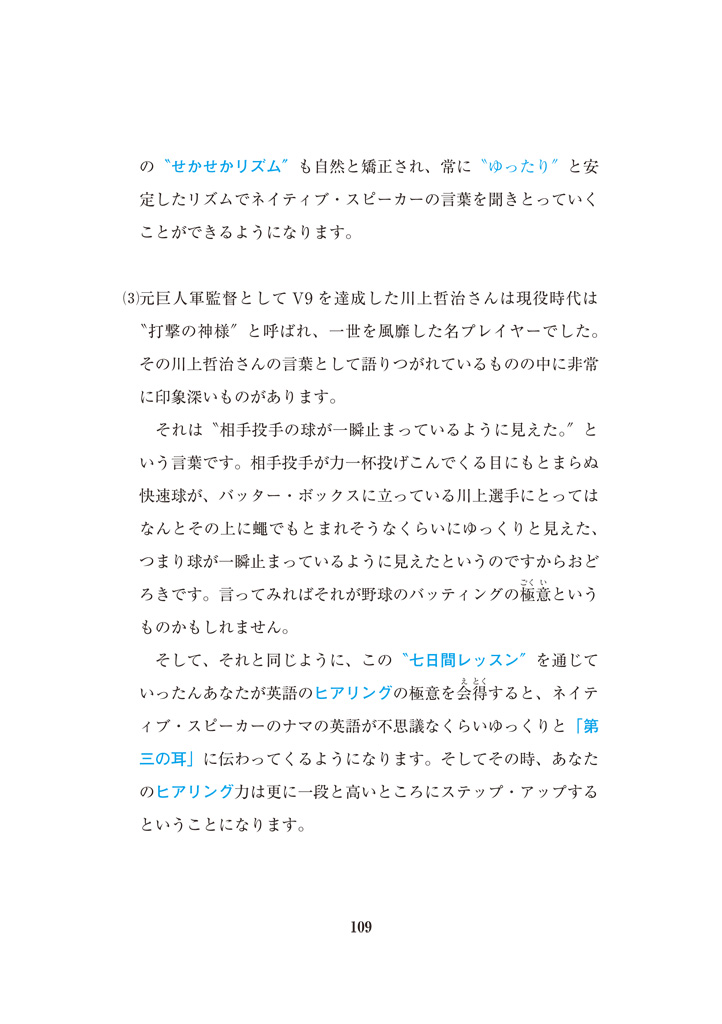 の〝せかせかリズム〟も自然と矯正され、常に〝ゆったり〟と安
定したリズムでネイティブ・スピーカーの言葉を聞きとっていく
ことができるようになります。
⑶元巨人軍監督として V9 を達成した川上哲治さんは現役時代は
〝打撃の神様〟と呼ばれ、一世を風靡した名プレイヤーでした。
その川上哲治さんの言葉として語りつがれているものの中に非常
に印象深いものがあります。
それは〝相手投手の球が一瞬止まっているように見えた。〟と
いう言葉です。相手投手が力一杯投げこんでくる目にもとまらぬ
快速球が、バッター・ボックスに立っている川上選手にとっては
なんとその上に蠅でもとまれそうなくらいにゆっくりと見えた、
つまり球が一瞬止まっているように見えたというのですからおど
ごく い
ろきです。言ってみればそれが野球のバッティングの極意という
ものかもしれません。
そして、それと同じように、この〝七日間レッスン〟を通じて
え とく
いったんあなたが英語のヒアリングの極意を会得すると、ネイテ
ィブ・スピーカーのナマの英語が不思議なくらいゆっくりと「第
三の耳」に伝わってくるようになります。そしてその時、あなた
のヒアリング力は更に一段と高いところにステップ・アップする
ということになります。
109